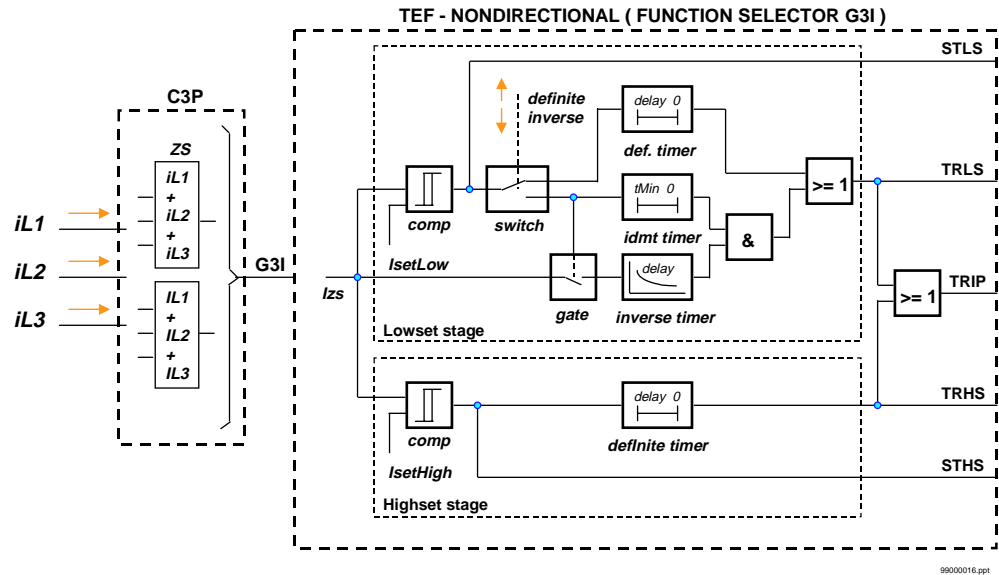 TEF - NONDIRECTIONAL ( FUNCTION SELECTOR G3I )
STLS
C3P
definite
inverse
delay 0
def. timer
ZS
iL1
+
iL2
+
iL3
>= 1
TRLS
comp
switch
tMin 0
idmt timer
&
iL1
iL2
iL3
G3I
IsetLow
Izs
delay
gate
inverse timer
>= 1
TRIP
IL1
+
IL2
+
IL3
Lowset stage
delay 0
TRHS
comp
defInite timer
IsetHigh
STHS
Highset stage
99000016.ppt